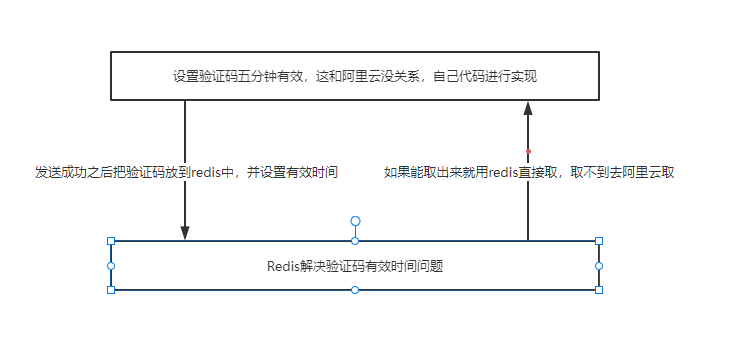 设置验证码五分钟有效，这和阿里云没关系，自己代码进行实现
发送成功之后把验证码放到redis中，并设置有效时间
如果能取出来就用redis直接取，取不到去阿里云取
Redis解决验证码有效时间问题